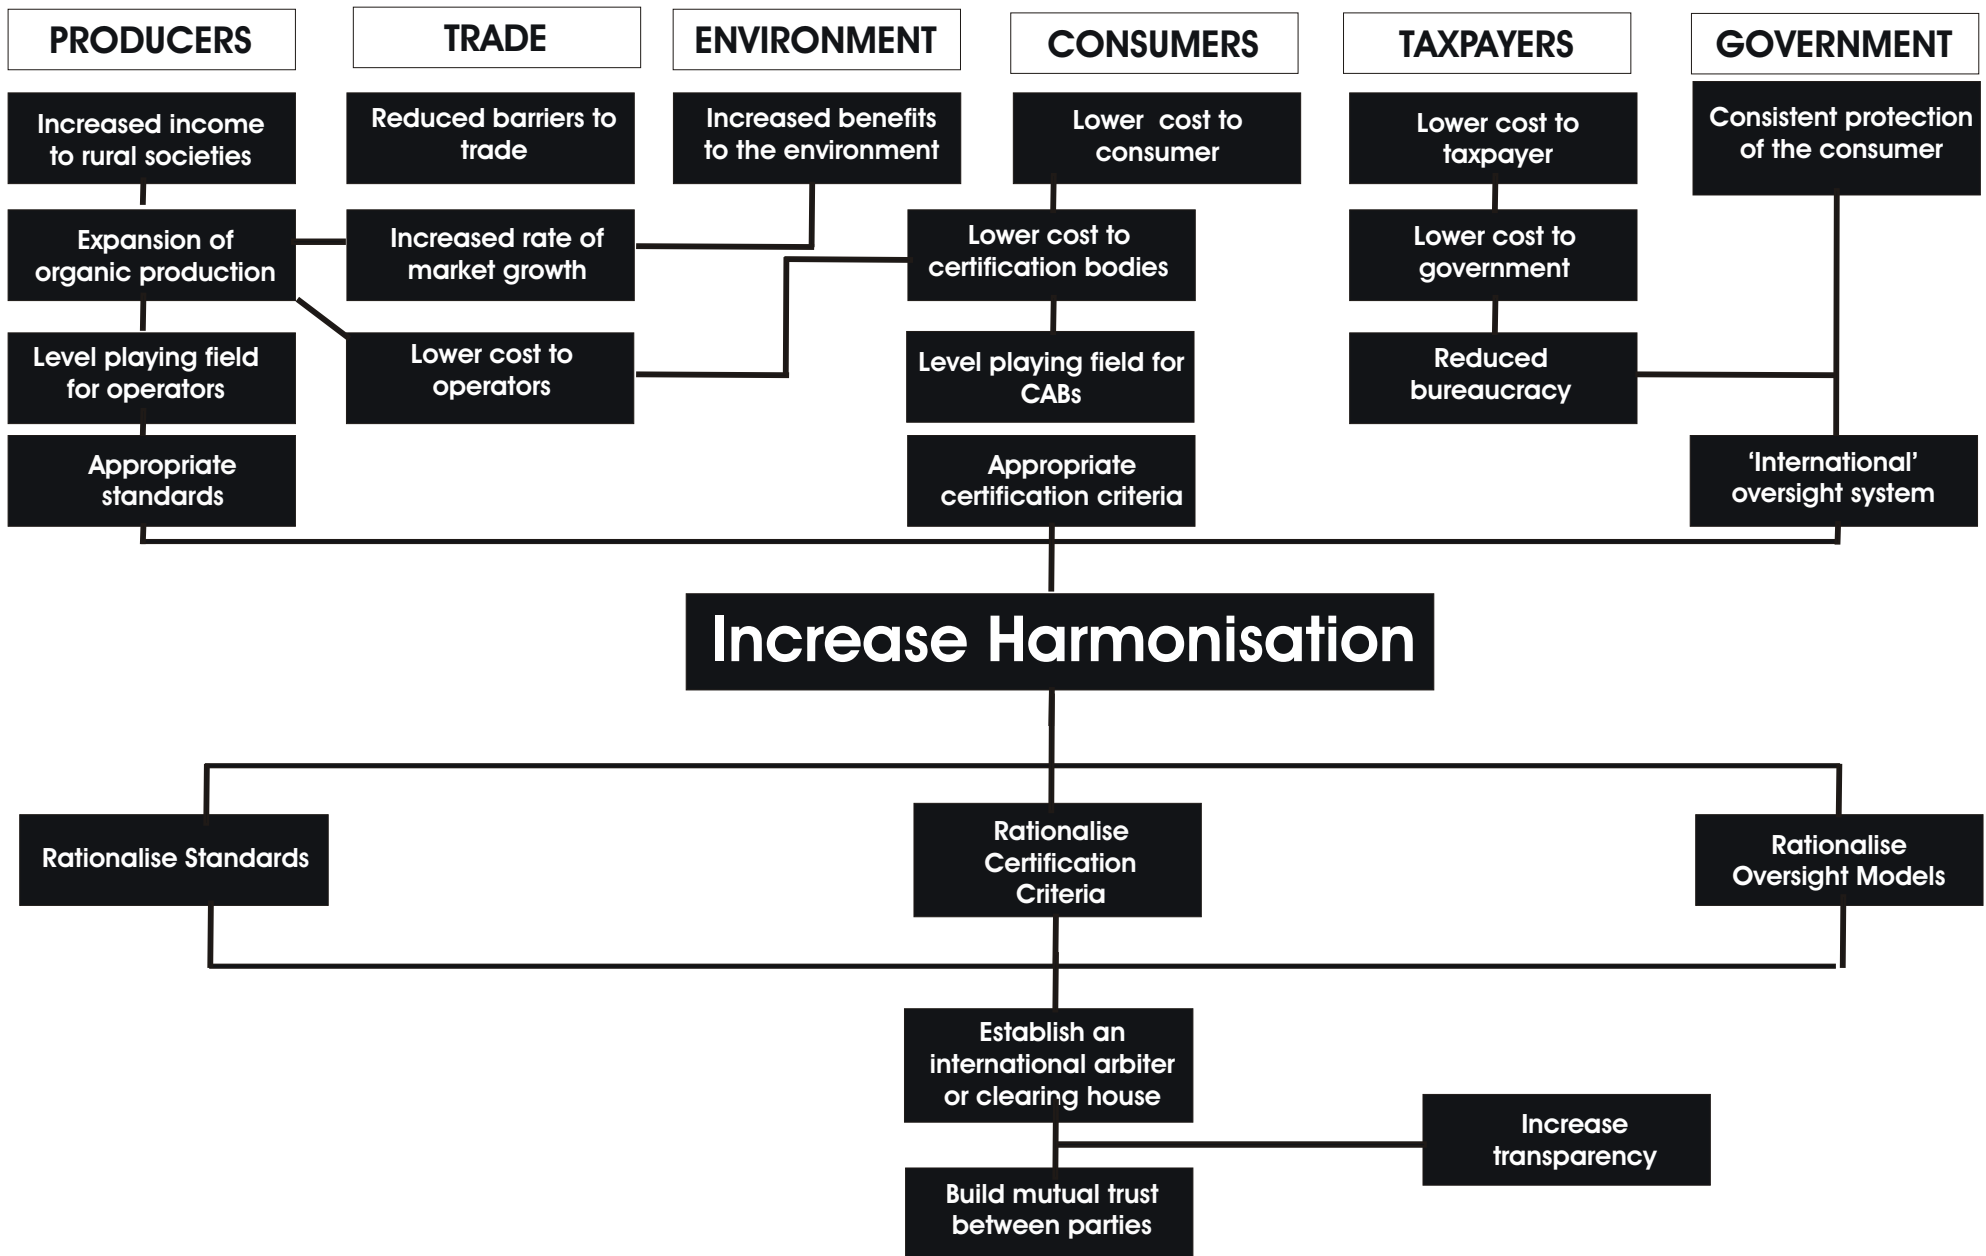 PRODUCERS
TRADE
ENVIRONMENT
CONSUMERS
TAXPAYERS
GOVERNMENT
Increased income
to rural societies
Reduced barriers to
trade
Increased benefits
to the environment
Lower cost to
consumer
Lower cost to
taxpayer
Consistent protection
of the consumer
Expansion of
organic production
Increased rate of
market growth
Lower cost to
certification bodies
Lower cost to
government
Level playing field
for operators
Lower cost to
operators
Level playing field for
CABs
Reduced
bureaucracy
Appropriate
standards
Appropriate
certification criteria
‘International’
oversight system
Increase Harmonisation
Rationalise Standards
Rationalise
Certification
Criteria
Rationalise
Oversight Models
Establish an
international arbiter
or clearing house
Increase
transparency
Build mutual trust
between parties